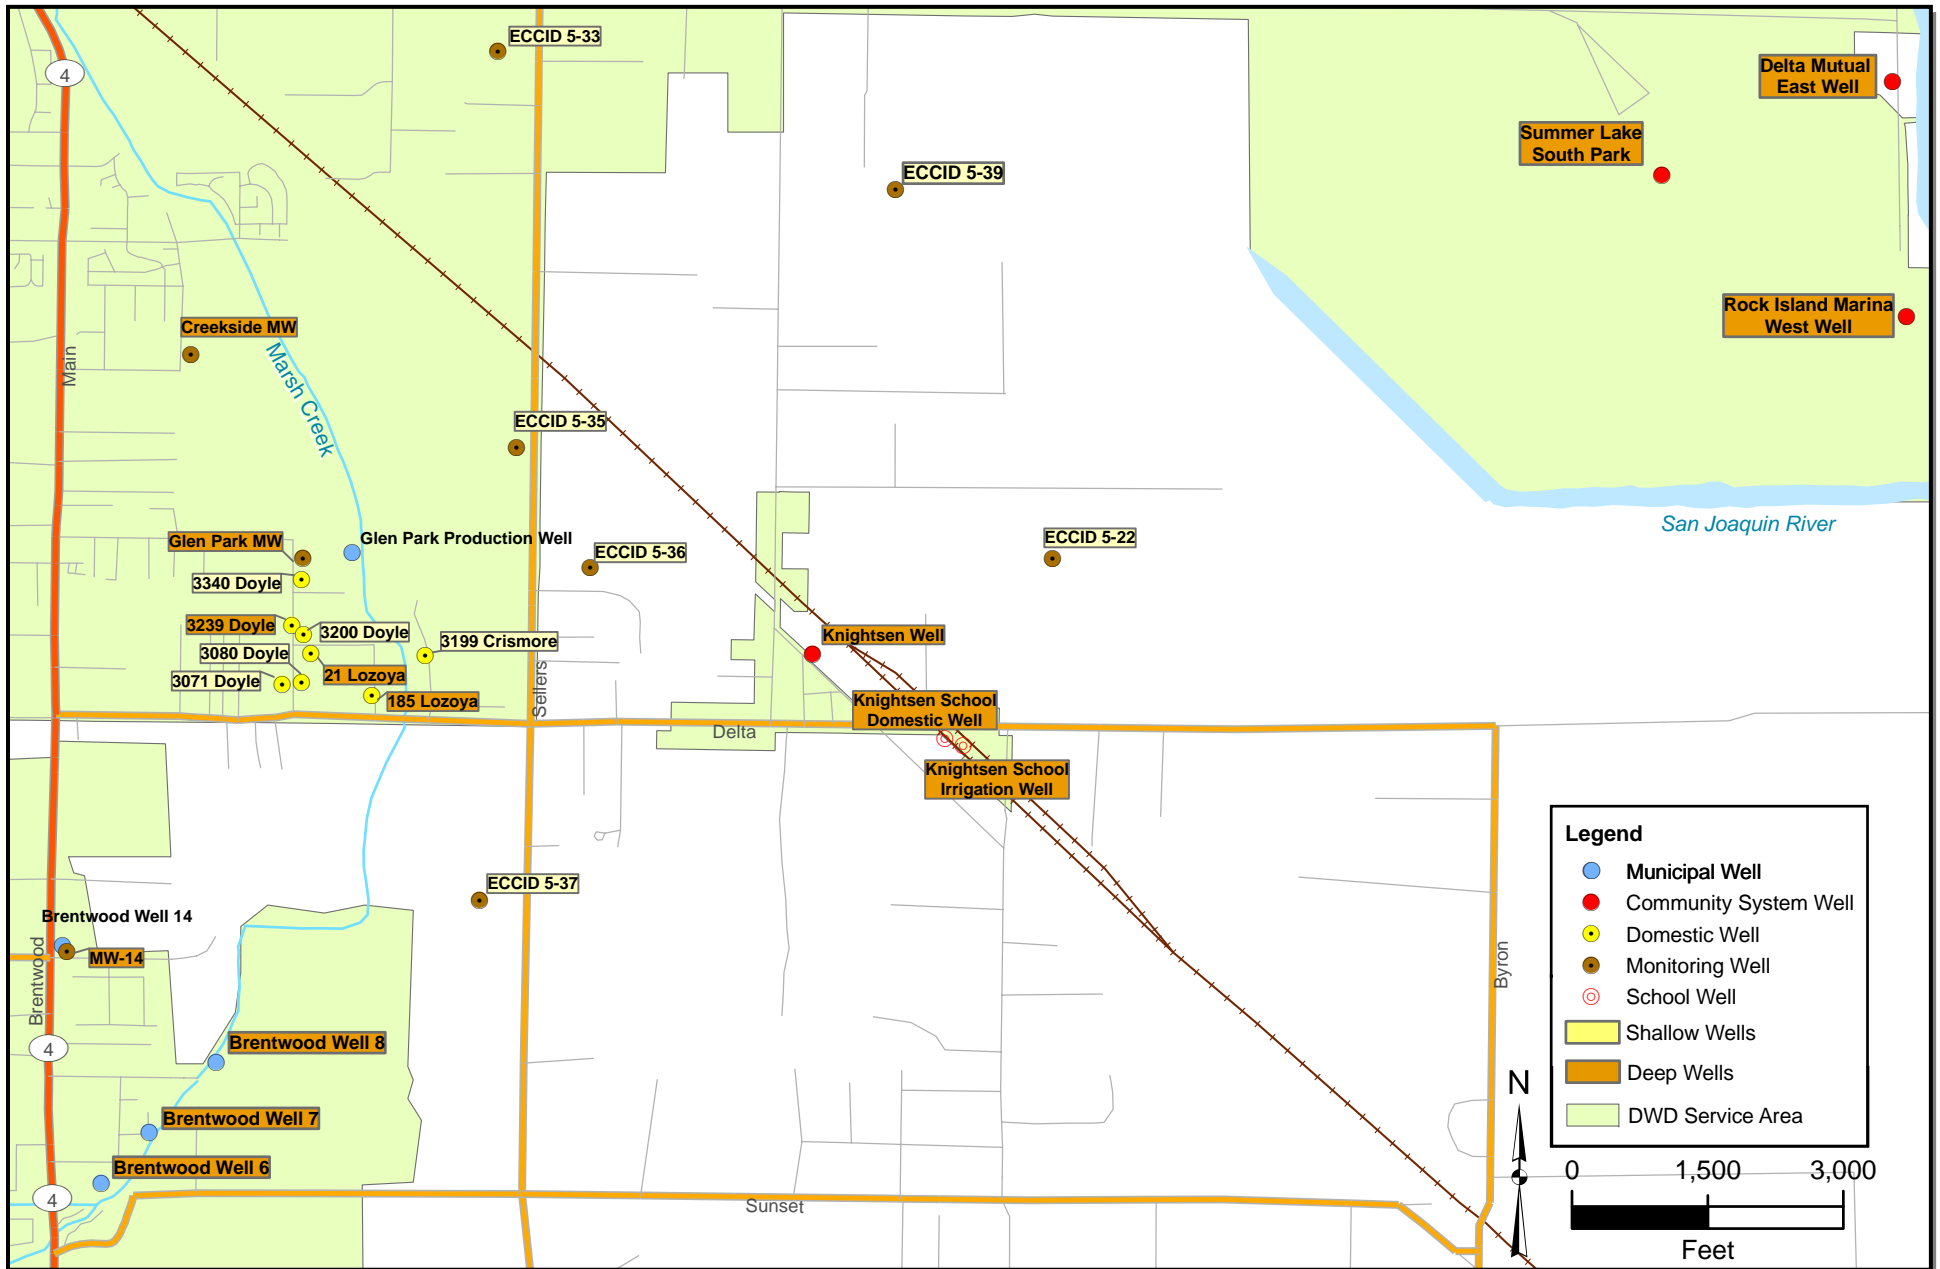 ECCID 5-33
4
Delta Mutual
East Well
Summer Lake
South Park
ECCID 5-39
Rock Island Marina
West Well
Creekside MW
Main
Marsh Creek
ECCID 5-35
San Joaquin River
Glen Park MW
Glen Park Production Well
ECCID 5-36
ECCID 5-22
3340 Doyle
3239 Doyle
3200 Doyle
3199 Crismore
Knightsen Well
3080 Doyle
21 Lozoya
3071 Doyle
185 Lozoya
Sellers
Knightsen School
Domestic Well
Delta
Knightsen School
Irrigation Well
ECCID 5-37
Brentwood Well 14
MW-14
Brentwood
Byron
4
Brentwood Well 8
Brentwood Well 7
Brentwood Well 6
4
Sunset
Legend
Municipal Well
Community System Well
Domestic Well
Monitoring Well
School Well
Shallow Wells
Deep Wells
DWD Service Area
N
0 1,500 3,000
Feet